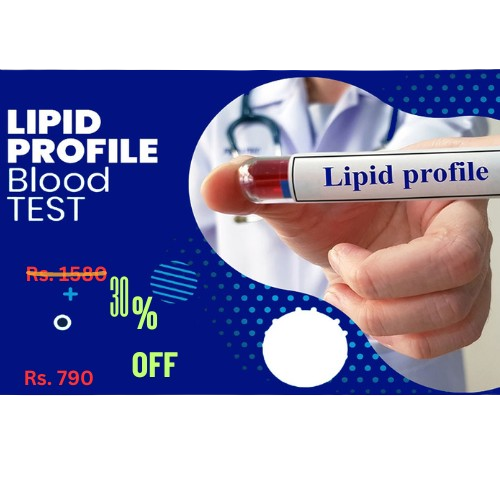 LIPID
PROFILE
Blood
TEST
Lipid profile
Rs. 1580
30%
OFF
Rs. 790